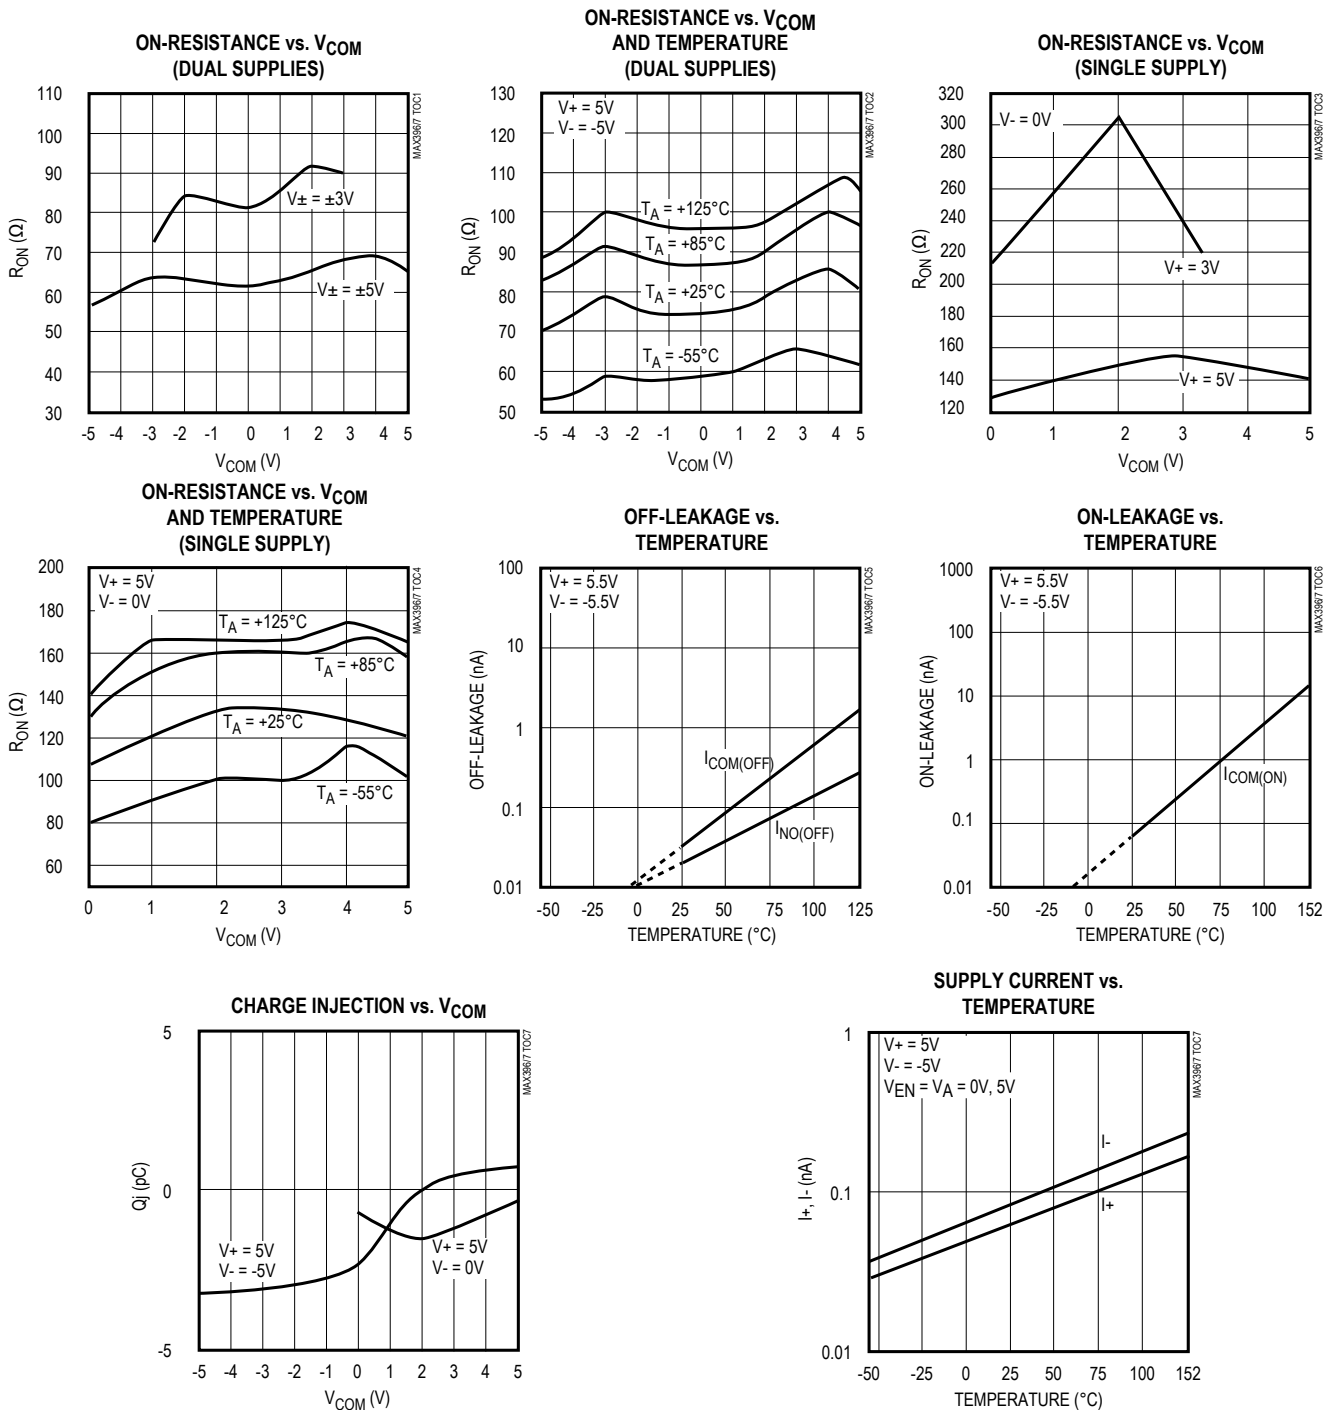 ON-RESISTANCE vs. VCOM
(DUAL SUPPLIES)
110
100
90
80
70
60
50
40
30
RON (Ω)
V± = ±3V
V± = ±5V
-5 -4 -3 -2 -1 0 1 2 3 4 5
VCOM (V)
MAX396/7 TOC1
ON-RESISTANCE vs. VCOM
AND TEMPERATURE
(DUAL SUPPLIES)
130
120
110
100
90
80
70
60
50
RON (Ω)
V+ = 5V
V- = -5V
TA = +125°C
TA = +85°C
TA = +25°C
TA = -55°C
-5 -4 -3 -2 -1 0 1 2 3 4 5
VCOM (V)
MAX396/7 TOC2
ON-RESISTANCE vs. VCOM
(SINGLE SUPPLY)
320
300
280
260
240
220
200
180
160
140
120
RON (Ω)
V- = 0V
V+ = 3V
V+ = 5V
0 1 2 3 4 5
VCOM (V)
MAX396/7 TOC3
ON-RESISTANCE vs. VCOM
AND TEMPERATURE
(SINGLE SUPPLY)
200
180
160
140
120
100
80
60
RON (Ω)
V+ = 5V
V- = 0V
TA = +125°C
TA = +85°C
TA = +25°C
TA = -55°C
0 1 2 3 4 5
VCOM (V)
MAX396/7 TOC4
OFF-LEAKAGE vs.
TEMPERATURE
100
10
1
0.1
0.01
OFF-LEAKAGE (nA)
V+ = 5.5V
V- = -5.5V
ICOM(OFF)
INO(OFF)
-50 -25 0 25 50 75 100 125
TEMPERATURE (°C)
MAX396/7 TOC5
ON-LEAKAGE vs.
TEMPERATURE
1000
100
10
1
0.1
0.01
ON-LEAKAGE (nA)
V+ = 5.5V
V- = -5.5V
ICOM(ON)
-50 -25 0 25 50 75 100 152
TEMPERATURE (°C)
MAX396/7 TOC6
CHARGE INJECTION vs. VCOM
5
0
-5
Qj (pC)
V+ = 5V
V- = -5V
V+ = 5V
V- = 0V
-5 -4 -3 -2 -1 0 1 2 3 4 5
VCOM (V)
MAX396/7 TOC7
SUPPLY CURRENT vs.
TEMPERATURE
1
0.1
0.01
I+, I- (nA)
V+ = 5V
V- = -5V
VEN = VA = 0V, 5V
I-
I+
-50 -25 0 25 50 75 100 152
TEMPERATURE (°C)
MAX396/7 TOC7